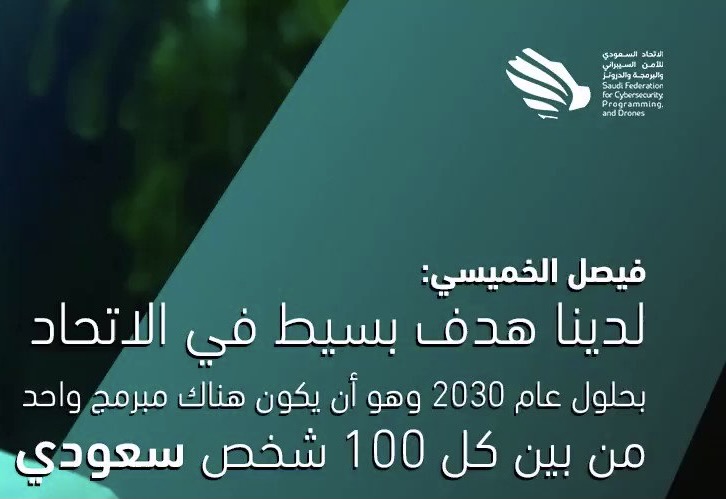 الاتحاد السعودي
للأمن السيبراني
والبرمجة والدرونز
Saudi Federation
for Cybersecurity,
Programming,
and Drones
فيصل الخميسي:
لدينا هدف بسيط في الاتحاد
بحلول عام 2030 وهو أن يكون هناك مبرمج واحد
من بين كل 100 شخص سعودي